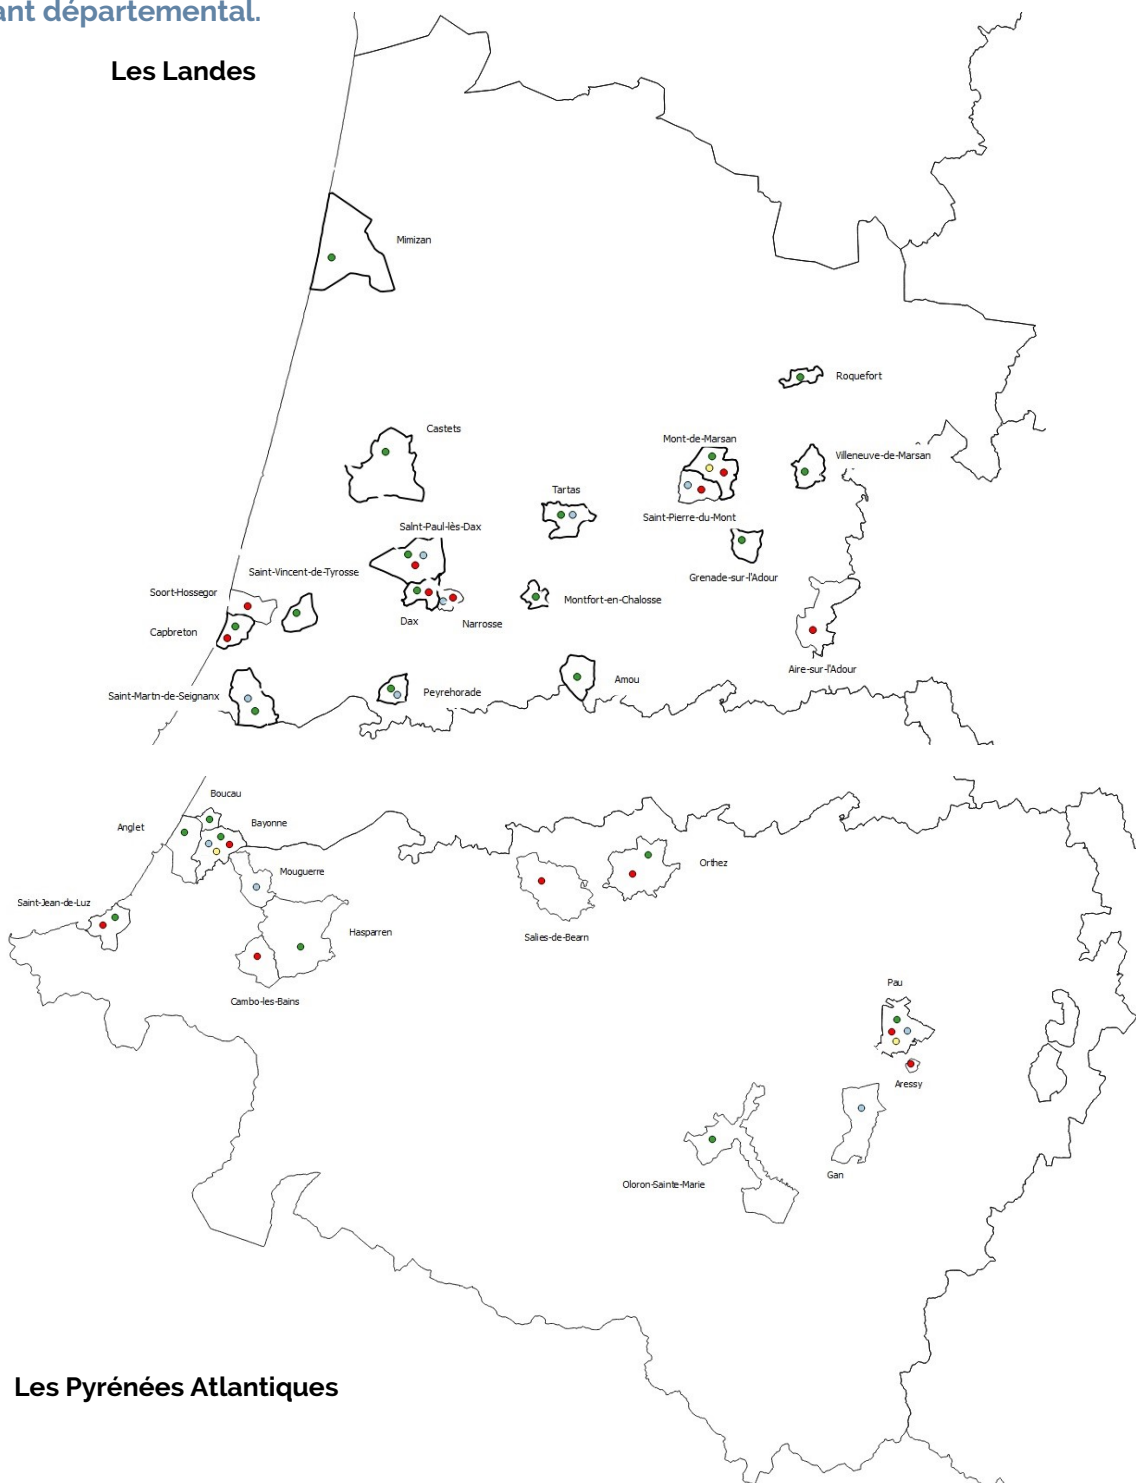 ant départemental.
Les Landes
Mimizan
Roquefort
Castets
Mont-de-Marsan
Villeneuve-de-Marsan
Tartas
Saint-Pierre-du-Mont
Saint-Paul-lès-Dax
Saint-Vincent-de-Tyrosse
Grenade-sur-l'Adour
Soort-Hossegor
Montfort-en-Chalosse
Capbreton
Dax
Narrosse
Aire-sur-l'Adour
Amou
Saint-Martn-de-Seignanx
Peyrehorade
Boucau
Anglet
Bayonne
Orthez
Mouguerre
Saint-Jean-de-Luz
Hasparren
Salies-de-Bearn
Pau
Cambo-les-Bains
Aressy
Gan
Oloron-Sainte-Marie
Les Pyrénées Atlantiques